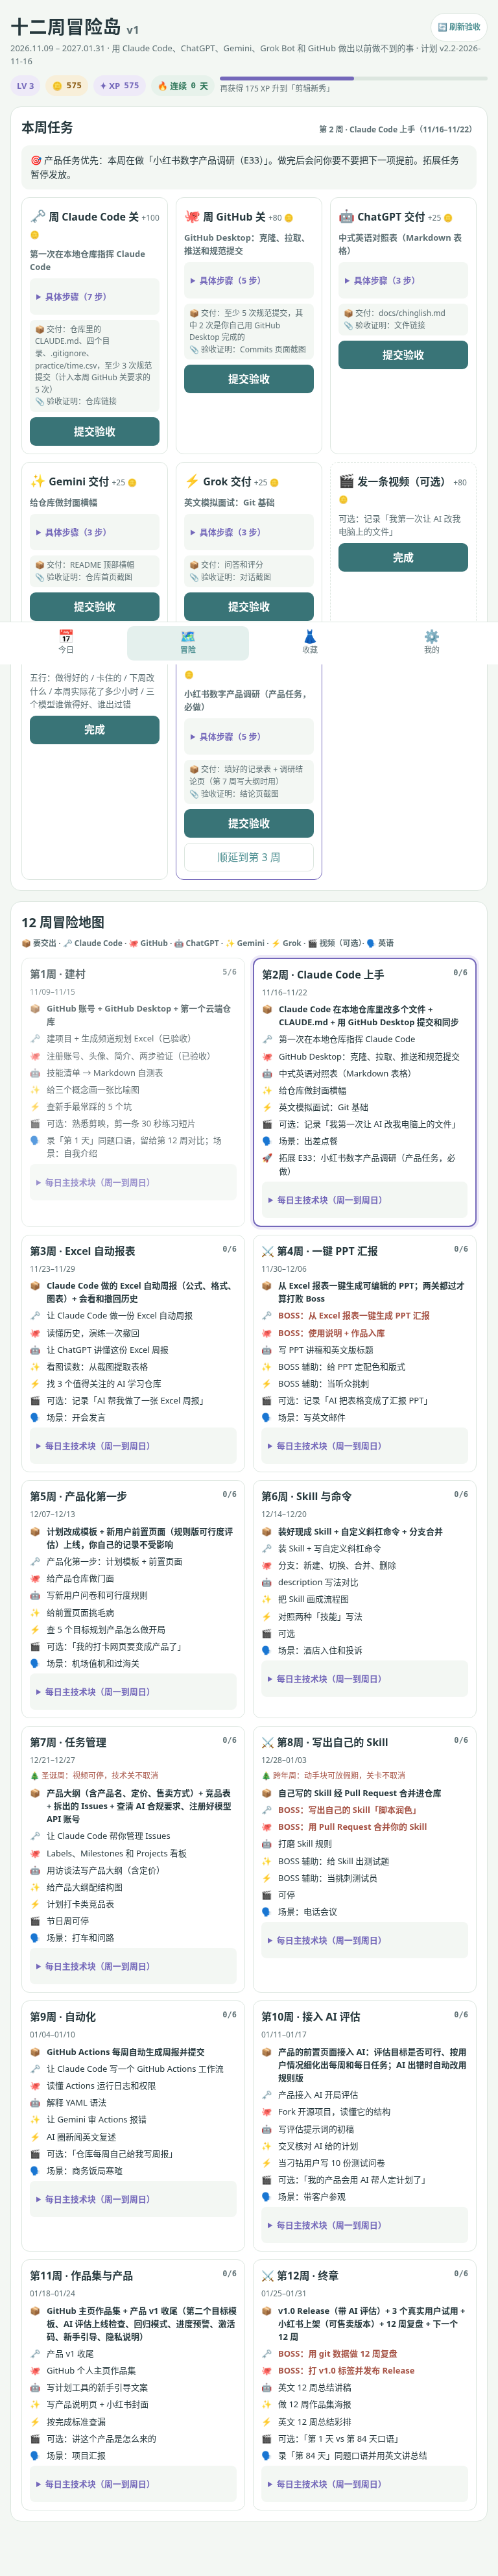 十二周冒险岛 v1
🔄 刷新验收
2026.11.09 – 2027.01.31 · 用 Claude Code、ChatGPT、Gemini、Grok Bot 和 GitHub 做出以前做不到的事 · 计划 v2.2-2026-
11-16
LV 3
🪙 575
✦ XP 575
🔥 连续 0 天
再获得 175 XP 升到「剪辑新秀」
本周任务
第 2 周 · Claude Code 上手（11/16–11/22）
🎯 产品任务优先：本周在做「小红书数字产品调研（E33）」。做完后会问你要不要把下一项提前。拓展任务
暂停发放。
🗝️ 周 Claude Code 关 +100
🪙
第一次在本地仓库指挥 Claude
Code
▶ 具体步骤（7 步）
📦 交付：仓库里的
CLAUDE.md、四个目
录、.gitignore、
practice/time.csv，至少 3 次规范
提交（计入本周 GitHub 关要求的
5 次）
📎 验收证明：仓库链接
提交验收
🐙 周 GitHub 关 +80 🪙
GitHub Desktop：克隆、拉取、
推送和规范提交
▶ 具体步骤（5 步）
📦 交付：至少 5 次规范提交，其
中 2 次是你自己用 GitHub
Desktop 完成的
📎 验收证明：Commits 页面截图
提交验收
🤖 ChatGPT 交付 +25 🪙
中式英语对照表（Markdown 表
格）
▶ 具体步骤（3 步）
📦 交付：docs/chinglish.md
📎 验收证明：文件链接
提交验收
✨ Gemini 交付 +25 🪙
给仓库做封面横幅
▶ 具体步骤（3 步）
📦 交付：README 顶部横幅
📎 验收证明：仓库首页截图
提交验收
⚡ Grok 交付 +25 🪙
英文模拟面试：Git 基础
▶ 具体步骤（3 步）
📦 交付：问答和评分
📎 验收证明：对话截图
提交验收
🎬 发一条视频（可选） +80
🪙
可选：记录「我第一次让 AI 改我
电脑上的文件」
完成
📅
今日
🗺️
冒险
👗
收藏
⚙️
我的
五行：做得好的 / 卡住的 / 下周改
什么 / 本周实际花了多少小时 / 三
个模型谁做得好、谁出过错
完成
🪙
小红书数字产品调研（产品任务，
必做）
▶ 具体步骤（5 步）
📦 交付：填好的记录表 + 调研结
论页（第 7 周写大纲时用）
📎 验收证明：结论页截图
提交验收
顺延到第 3 周
12 周冒险地图
📦 要交出 · 🗝️ Claude Code · 🐙 GitHub · 🤖 ChatGPT · ✨ Gemini · ⚡ Grok · 🎬 视频（可选）· 🗣️ 英语
第1周 · 建村 5/6
11/09–11/15
📦 GitHub 账号 + GitHub Desktop + 第一个云端仓
库
🗝️ 建项目 + 生成频道规划 Excel（已验收）
🐙 注册账号、头像、简介、两步验证（已验收）
🤖 技能清单 → Markdown 自测表
✨ 给三个概念画一张比喻图
⚡ 查新手最常踩的 5 个坑
🎬 可选：熟悉剪映，剪一条 30 秒练习短片
🗣️ 录「第 1 天」同题口语，留给第 12 周对比；场
景：自我介绍
▶ 每日主技术块（周一到周日）
第2周 · Claude Code 上手 0/6
11/16–11/22
📦 Claude Code 在本地仓库里改多个文件 +
CLAUDE.md + 用 GitHub Desktop 提交和同步
🗝️ 第一次在本地仓库指挥 Claude Code
🐙 GitHub Desktop：克隆、拉取、推送和规范提交
🤖 中式英语对照表（Markdown 表格）
✨ 给仓库做封面横幅
⚡ 英文模拟面试：Git 基础
🎬 可选：记录「我第一次让 AI 改我电脑上的文件」
🗣️ 场景：出差点餐
🚀 拓展 E33：小红书数字产品调研（产品任务，必
做）
▶ 每日主技术块（周一到周日）
第3周 · Excel 自动报表 0/6
11/23–11/29
📦 Claude Code 做的 Excel 自动周报（公式、格式、
图表）+ 会看和撤回历史
🗝️ 让 Claude Code 做一份 Excel 自动周报
🐙 读懂历史，演练一次撤回
🤖 让 ChatGPT 讲懂这份 Excel 周报
✨ 看图读数：从截图提取表格
⚡ 找 3 个值得关注的 AI 学习仓库
🎬 可选：记录「AI 帮我做了一张 Excel 周报」
🗣️ 场景：开会发言
▶ 每日主技术块（周一到周日）
⚔️ 第4周 · 一键 PPT 汇报 0/6
11/30–12/06
📦 从 Excel 报表一键生成可编辑的 PPT；两关都过才
算打败 Boss
🗝️ BOSS：从 Excel 报表一键生成 PPT 汇报
🐙 BOSS：使用说明 + 作品入库
🤖 写 PPT 讲稿和英文版标题
✨ BOSS 辅助：给 PPT 定配色和版式
⚡ BOSS 辅助：当听众挑刺
🎬 可选：记录「AI 把表格变成了汇报 PPT」
🗣️ 场景：写英文邮件
▶ 每日主技术块（周一到周日）
第5周 · 产品化第一步 0/6
12/07–12/13
📦 计划改成模板 + 新用户前置页面（规则版可行度评
估）上线，你自己的记录不受影响
🗝️ 产品化第一步：计划模板 + 前置页面
🐙 给产品仓库做门面
🤖 写新用户问卷和可行度规则
✨ 给前置页面挑毛病
⚡ 查 5 个目标规划产品怎么做开局
🎬 可选：「我的打卡网页要变成产品了」
🗣️ 场景：机场值机和过海关
▶ 每日主技术块（周一到周日）
第6周 · Skill 与命令 0/6
12/14–12/20
📦 装好现成 Skill + 自定义斜杠命令 + 分支合并
🗝️ 装 Skill + 写自定义斜杠命令
🐙 分支：新建、切换、合并、删除
🤖 description 写法对比
✨ 把 Skill 画成流程图
⚡ 对照两种「技能」写法
🎬 可选
🗣️ 场景：酒店入住和投诉
▶ 每日主技术块（周一到周日）
第7周 · 任务管理 0/6
12/21–12/27
🎄 圣诞周：视频可停，技术关不取消
📦 产品大纲（含产品名、定价、售卖方式）+ 竞品表
+ 拆出的 Issues + 查清 AI 合规要求、注册好模型
API 账号
🗝️ 让 Claude Code 帮你管理 Issues
🐙 Labels、Milestones 和 Projects 看板
🤖 用访谈法写产品大纲（含定价）
✨ 给产品大纲配结构图
⚡ 计划打卡类竞品表
🎬 节日周可停
🗣️ 场景：打车和问路
▶ 每日主技术块（周一到周日）
⚔️ 第8周 · 写出自己的 Skill 0/6
12/28–01/03
🎄 跨年周：动手块可放假期，关卡不取消
📦 自己写的 Skill 经 Pull Request 合并进仓库
🗝️ BOSS：写出自己的 Skill「脚本润色」
🐙 BOSS：用 Pull Request 合并你的 Skill
🤖 打磨 Skill 规则
✨ BOSS 辅助：给 Skill 出测试题
⚡ BOSS 辅助：当挑刺测试员
🎬 可停
🗣️ 场景：电话会议
▶ 每日主技术块（周一到周日）
第9周 · 自动化 0/6
01/04–01/10
📦 GitHub Actions 每周自动生成周报并提交
🗝️ 让 Claude Code 写一个 GitHub Actions 工作流
🐙 读懂 Actions 运行日志和权限
🤖 解释 YAML 语法
✨ 让 Gemini 审 Actions 报错
⚡ AI 圈新闻英文复述
🎬 可选：「仓库每周自己给我写周报」
🗣️ 场景：商务饭局寒暄
▶ 每日主技术块（周一到周日）
第10周 · 接入 AI 评估 0/6
01/11–01/17
📦 产品的前置页面接入 AI：评估目标是否可行、按用
户情况细化出每周和每日任务；AI 出错时自动改用
规则版
🗝️ 产品接入 AI 开局评估
🐙 Fork 开源项目，读懂它的结构
🤖 写评估提示词的初稿
✨ 交叉核对 AI 给的计划
⚡ 当刁钻用户写 10 份测试问卷
🎬 可选：「我的产品会用 AI 帮人定计划了」
🗣️ 场景：带客户参观
▶ 每日主技术块（周一到周日）
第11周 · 作品集与产品 0/6
01/18–01/24
📦 GitHub 主页作品集 + 产品 v1 收尾（第二个目标模
板、AI 评估上线检查、回归模式、进度预警、激活
码、新手引导、隐私说明）
🗝️ 产品 v1 收尾
🐙 GitHub 个人主页作品集
🤖 写计划工具的新手引导文案
✨ 写产品说明页 + 小红书封面
⚡ 按完成标准查漏
🎬 可选：讲这个产品是怎么来的
🗣️ 场景：项目汇报
▶ 每日主技术块（周一到周日）
⚔️ 第12周 · 终章 0/6
01/25–01/31
📦 v1.0 Release（带 AI 评估）+ 3 个真实用户试用 +
小红书上架（可售卖版本）+ 12 周复盘 + 下一个
12 周
🗝️ BOSS：用 git 数据做 12 周复盘
🐙 BOSS：打 v1.0 标签并发布 Release
🤖 英文 12 周总结讲稿
✨ 做 12 周作品集海报
⚡ 英文 12 周总结彩排
🎬 可选：「第 1 天 vs 第 84 天口语」
🗣️ 录「第 84 天」同题口语并用英文讲总结
▶ 每日主技术块（周一到周日）